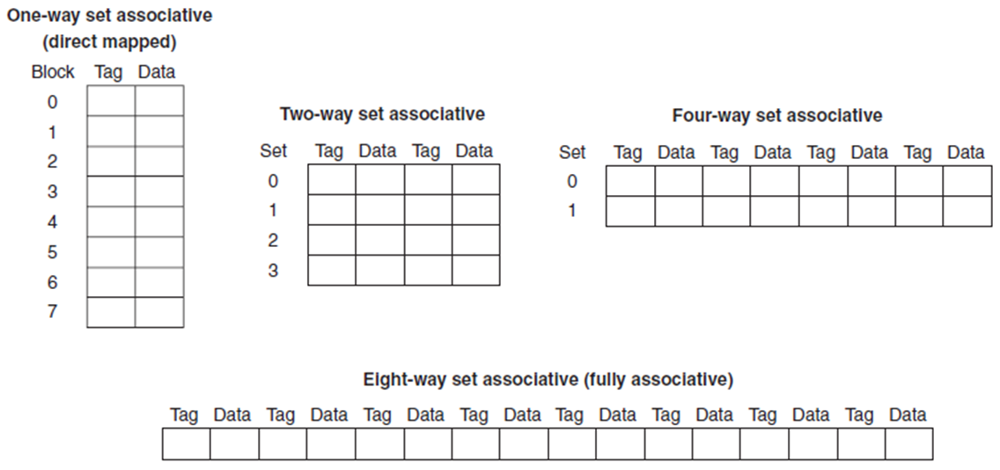 One-way set associative
(direct mapped)
Block Tag Data
0
1
2
3
4
5
6
7
Two-way set associative
Set Tag Data Tag Data
0
1
2
3
Four-way set associative
Set Tag Data Tag Data Tag Data Tag Data
0
1
Eight-way set associative (fully associative)
Tag Data Tag Data Tag Data Tag Data Tag Data Tag Data Tag Data Tag Data